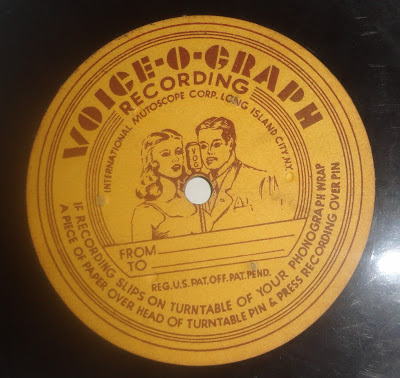 VOICE-O-GRAPH
RECORDING
INTERNATIONAL MUTOSCOPE CORP. LONG ISLAND CITY, N.Y.
FROM
TO
REG.U.S.PAT.OFF.PAT.PEND.
IF RECORDING SLIPS ON TURNTABLE OF YOUR PHONOGRAPH WRAP
A PIECE OF PAPER OVER HEAD OF TURNTABLE PIN & PRESS RECORDING OVER PIN